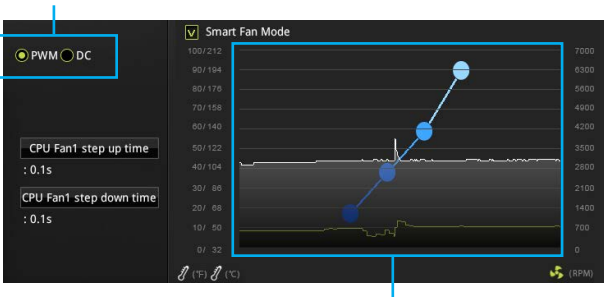 V Smart Fan Mode
PWM DC
100/212 7000
90/194 6300
80/176 5600
70/158 4900
60/140 4200
50/122 3500
40/104 2800
30/ 86 2100
20/ 68 1400
10/ 50 700
0/ 32 0
CPU Fan1 step up time
: 0.1s
CPU Fan1 step down time
: 0.1s
(°F) (°C) (RPM)